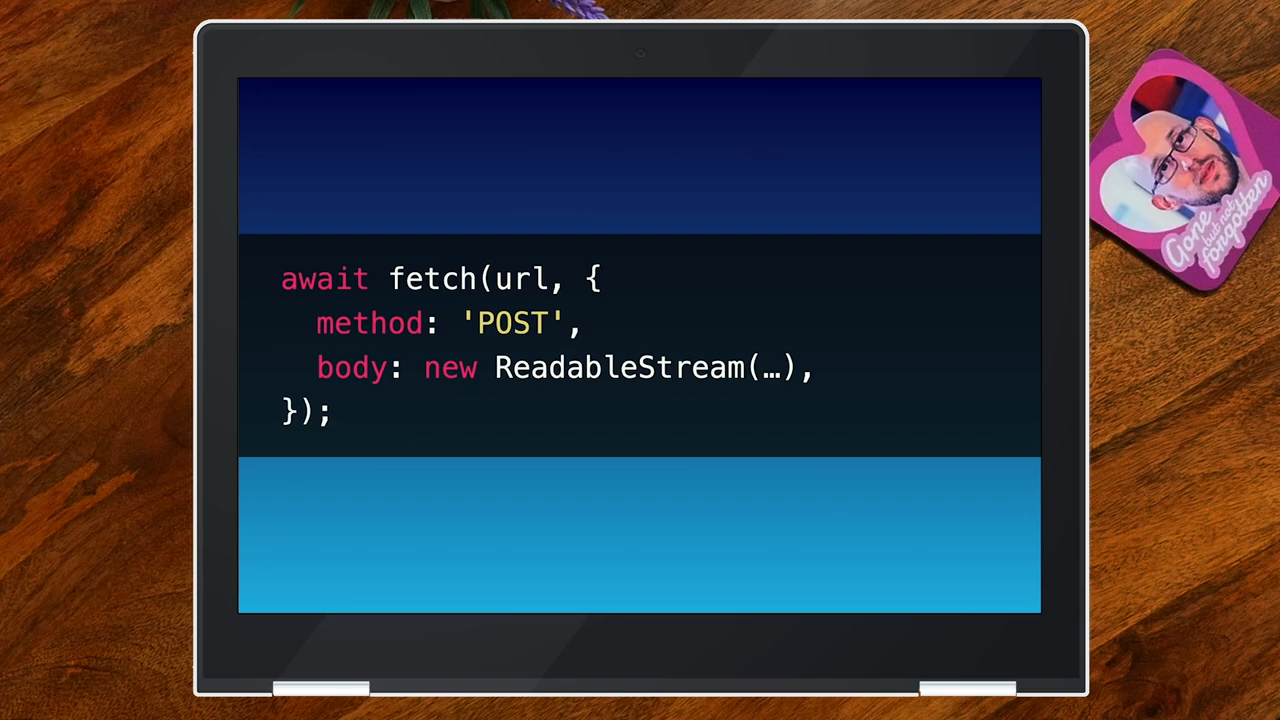 await fetch(url, {
  method: 'POST',
  body: new ReadableStream(…),
});
Gone
but not
forgotten